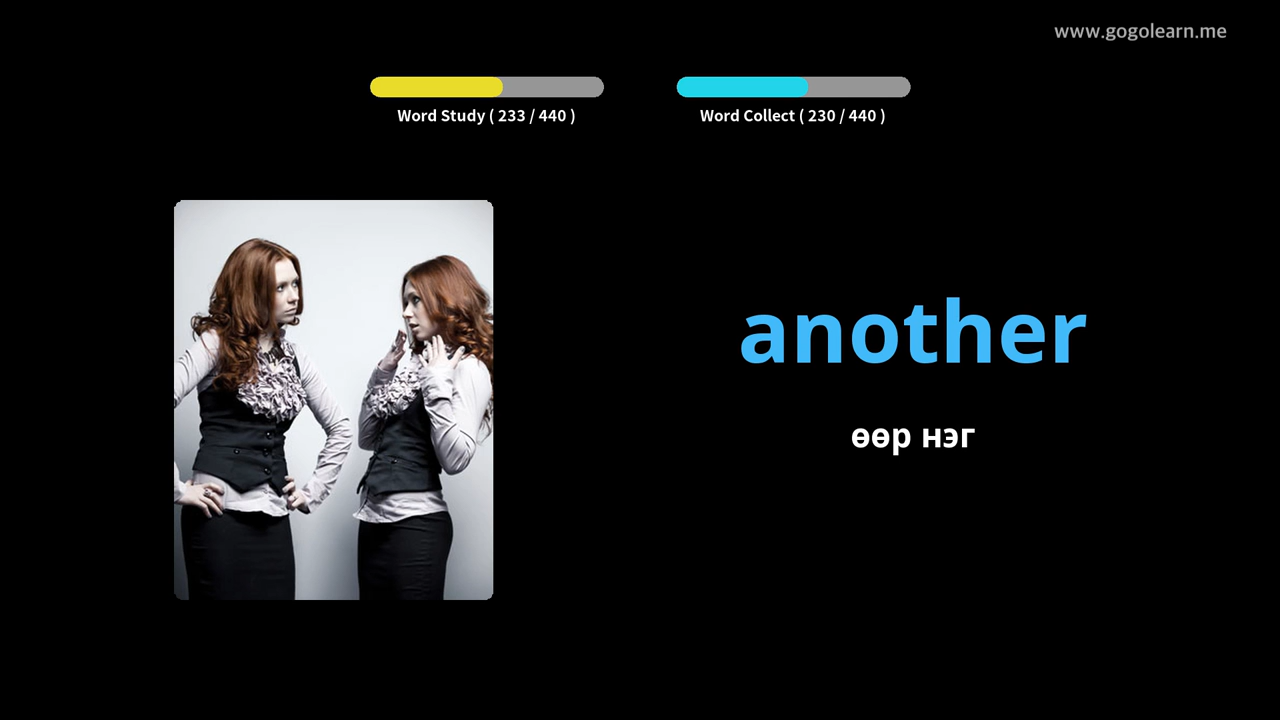 www.gogolearn.me
Word Study ( 233 / 440 )
Word Collect ( 230 / 440 )
another
өөр нэг